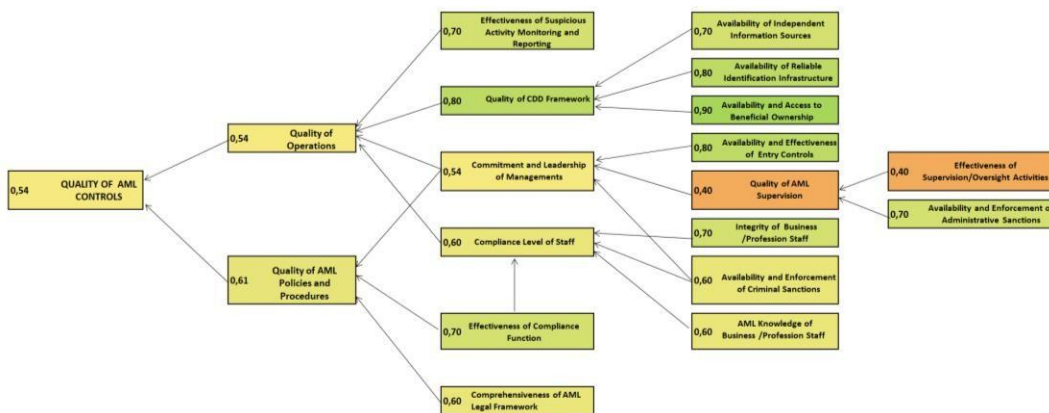 0,54
QUALITY OF AML
CONTROLS
0,54
Quality of
Operations
0,61
Quality of AML
Policies and
Procedures
0,70
Effectiveness of Suspicious
Activity Monitoring and
Reporting
0,80
Quality of CDD Framework
0,54
Commitment and Leadership
of Managements
0,60
Compliance Level of Staff
0,70
Effectiveness of Compliance
Function
0,60
Comprehensiveness of AML
Legal Framework
0,70
Availability of Independent
Information Sources
0,80
Availability of Reliable
Identification Infrastructure
0,90
Availability and Access to
Beneficial Ownership
0,80
Availability and Effectiveness
of Entry Controls
0,40
Quality of AML
Supervision
0,70
Integrity of Business
/Profession Staff
0,60
Availability and Enforcement
of Criminal Sanctions
0,60
AML Knowledge of
Business /Profession Staff
0,40
Effectiveness of
Supervision/Oversight Activities
0,70
Availability and Enforcement of
Administrative Sanctions